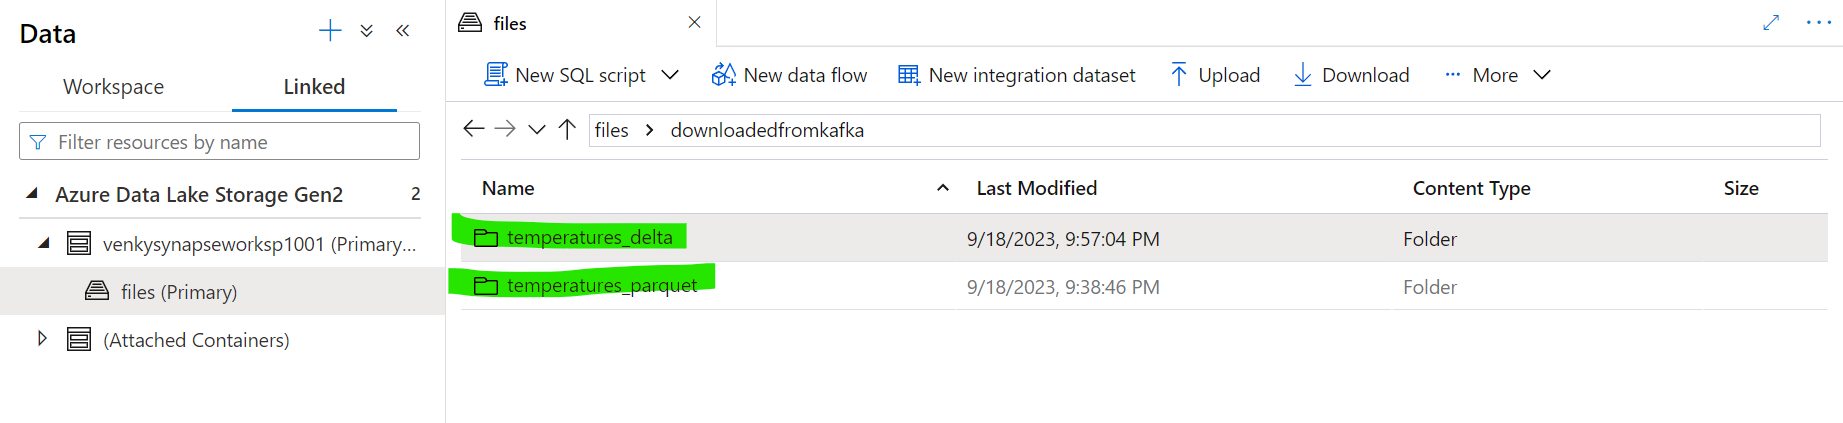 Data
Workspace
Linked
Filter resources by name
Azure Data Lake Storage Gen2 2
venkysynapseworksp1001 (Primary...
files (Primary)
(Attached Containers)
files
New SQL script
New data flow
New integration dataset
Upload
Download
More
files > downloadedfromkafka
Name Last Modified Content Type Size
temperatures_delta 9/18/2023, 9:57:04 PM Folder
temperatures_parquet 9/18/2023, 9:38:46 PM Folder